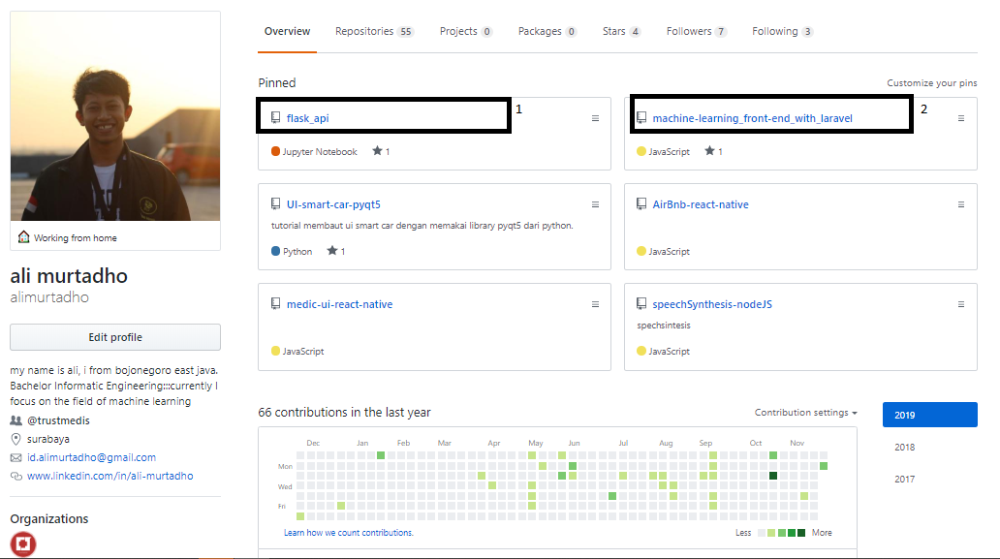 Overview Repositories 55 Projects 0 Packages 0 Stars 4 Followers 7 Following 3
Pinned
Customize your pins
flask_api
1
Jupyter Notebook 1
machine-learning_front-end_with_laravel
2
JavaScript 1
UI-smart-car-pyqt5
tutorial membaut ui smart car dengan memakai library pyqt5 dari python.
Python 1
AirBnb-react-native
JavaScript
medic-ui-react-native
JavaScript
speechSynthesis-nodeJS
spechsintesis
JavaScript
Working from home
ali murtadho
alimurtadho
Edit profile
my name is ali, i from bojonegoro east java.
Bachelor Informatic Engineering:::currently I
focus on the field of machine learning
@trustmedis
surabaya
id.alimurtadho@gmail.com
www.linkedin.com/in/ali-murtadho
Organizations
66 contributions in the last year
Contribution settings
2019
2018
2017
Dec Jan Feb Mar Apr May Jun Jul Aug Sep Oct Nov
Mon
Wed
Fri
Learn how we count contributions.
Less More